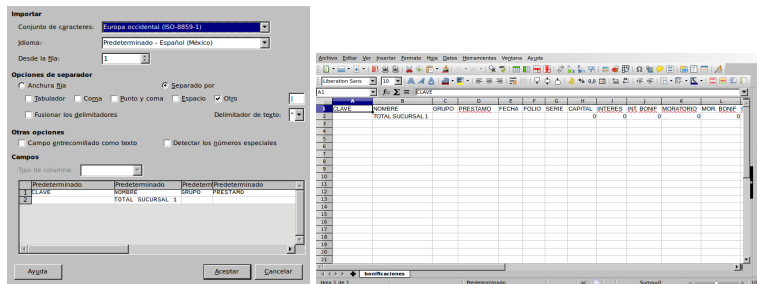 Importar
Conjunto de caracteres: Europa occidental (ISO-8859-1)
Idioma: Predeterminado - Español (México)
Desde la fila: 1
Opciones de separador
Anchura fija Separado por
Tabulador Coma Punto y coma Espacio Otro |
Fusionar los delimitadores Delimitador de texto: "
Otras opciones
Campo entrecomillado como texto Detectar los números especiales
Campos
Tipo de columna:
Predeterminado Predeterminado Predeterm Predeterminado
1 CLAVE NOMBRE GRUPO PRESTAMO
2 TOTAL SUCURSAL 1
Ayuda Aceptar Cancelar
Archivo Editar Ver Insertar Formato Hoja Datos Herramientas Ventana Ayuda
Liberation Sans 10
A1 CLAVE
A B C D E F G H I J K L
1 CLAVE NOMBRE GRUPO PRESTAMO FECHA FOLIO SERIE CAPITAL INTERES INT. BONIF MORATORIO MOR. BONIF
2 TOTAL SUCURSAL 1 0 0 0 0 0
3
4
5
6
7
8
9
10
11
12
13
14
15
16
17
18
19
20
21
bonificaciones
Hoja 1 de 1 Predeterminado Suma=0